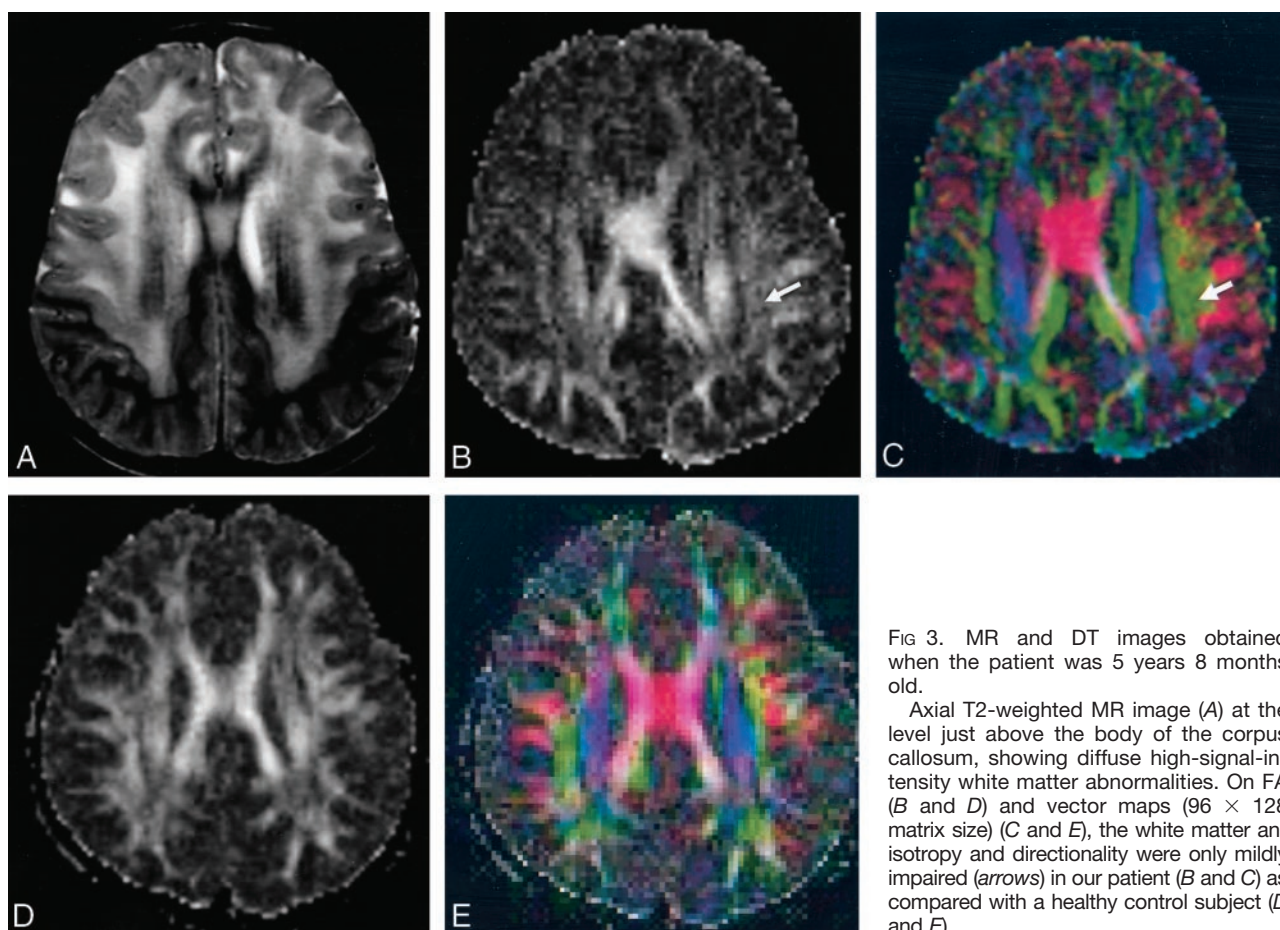 A
B
C
D
E
FIG 3. MR and DT images obtained
when the patient was 5 years 8 months
old.
Axial T2-weighted MR image (A) at the
level just above the body of the corpus
callosum, showing diffuse high-signal-in-
tensity white matter abnormalities. On FA
(B and D) and vector maps (96 × 128
matrix size) (C and E), the white matter an-
isotropy and directionality were only mildly
impaired (arrows) in our patient (B and C) as
compared with a healthy control subject (D
and E).